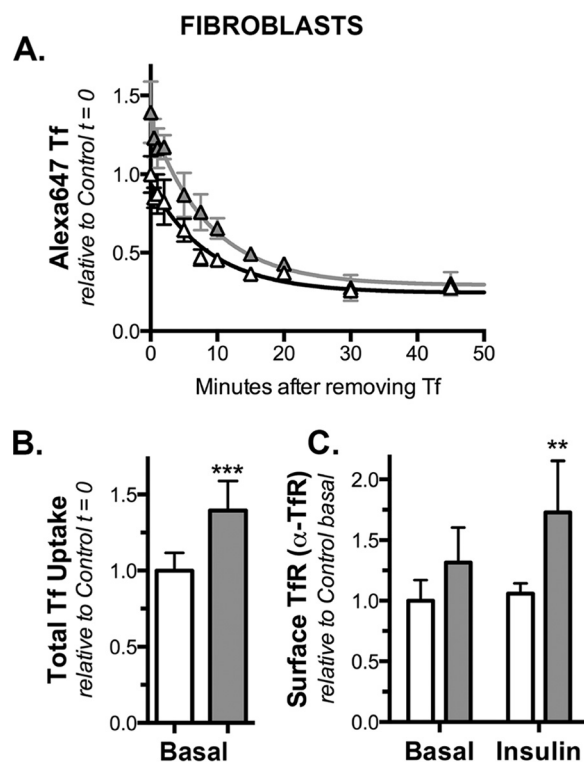 FIBROBLASTS
A.
Alexa647 Tf
relative to Control t = 0
1.5
1.0
0.5
0.0
0 10 20 30 40 50
Minutes after removing Tf
B.
Total Tf Uptake
relative to Control t = 0
1.5
1.0
0.5
0.0
***
Basal
C.
Surface TfR (α-TfR)
relative to Control basal
2.0
1.5
1.0
0.5
0.0
**
Basal Insulin